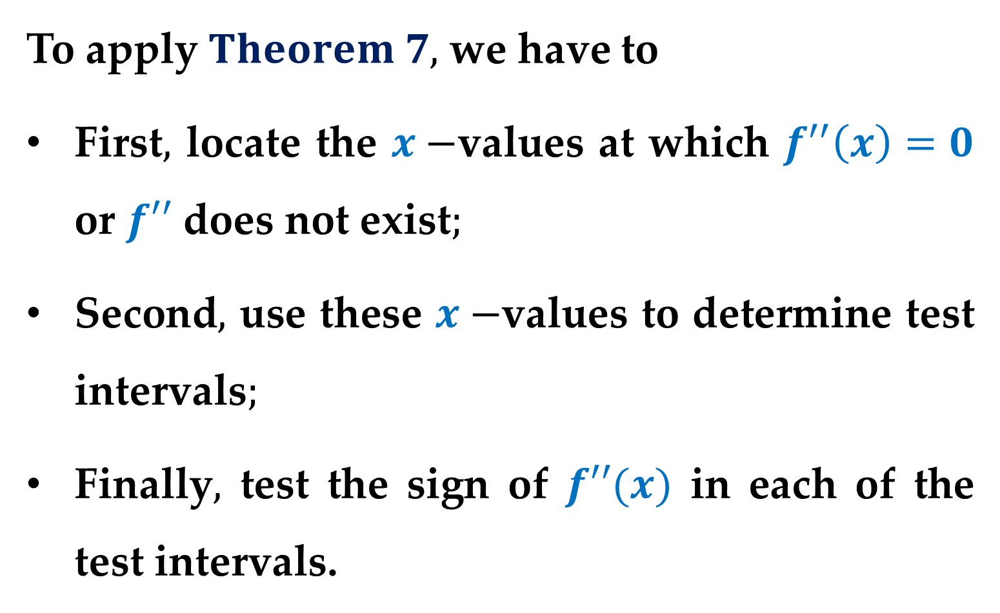 To apply Theorem 7, we have to
• First, locate the x −values at which f′′(x) = 0
or f′′ does not exist;
• Second, use these x −values to determine test
intervals;
• Finally, test the sign of f′′(x) in each of the
test intervals.